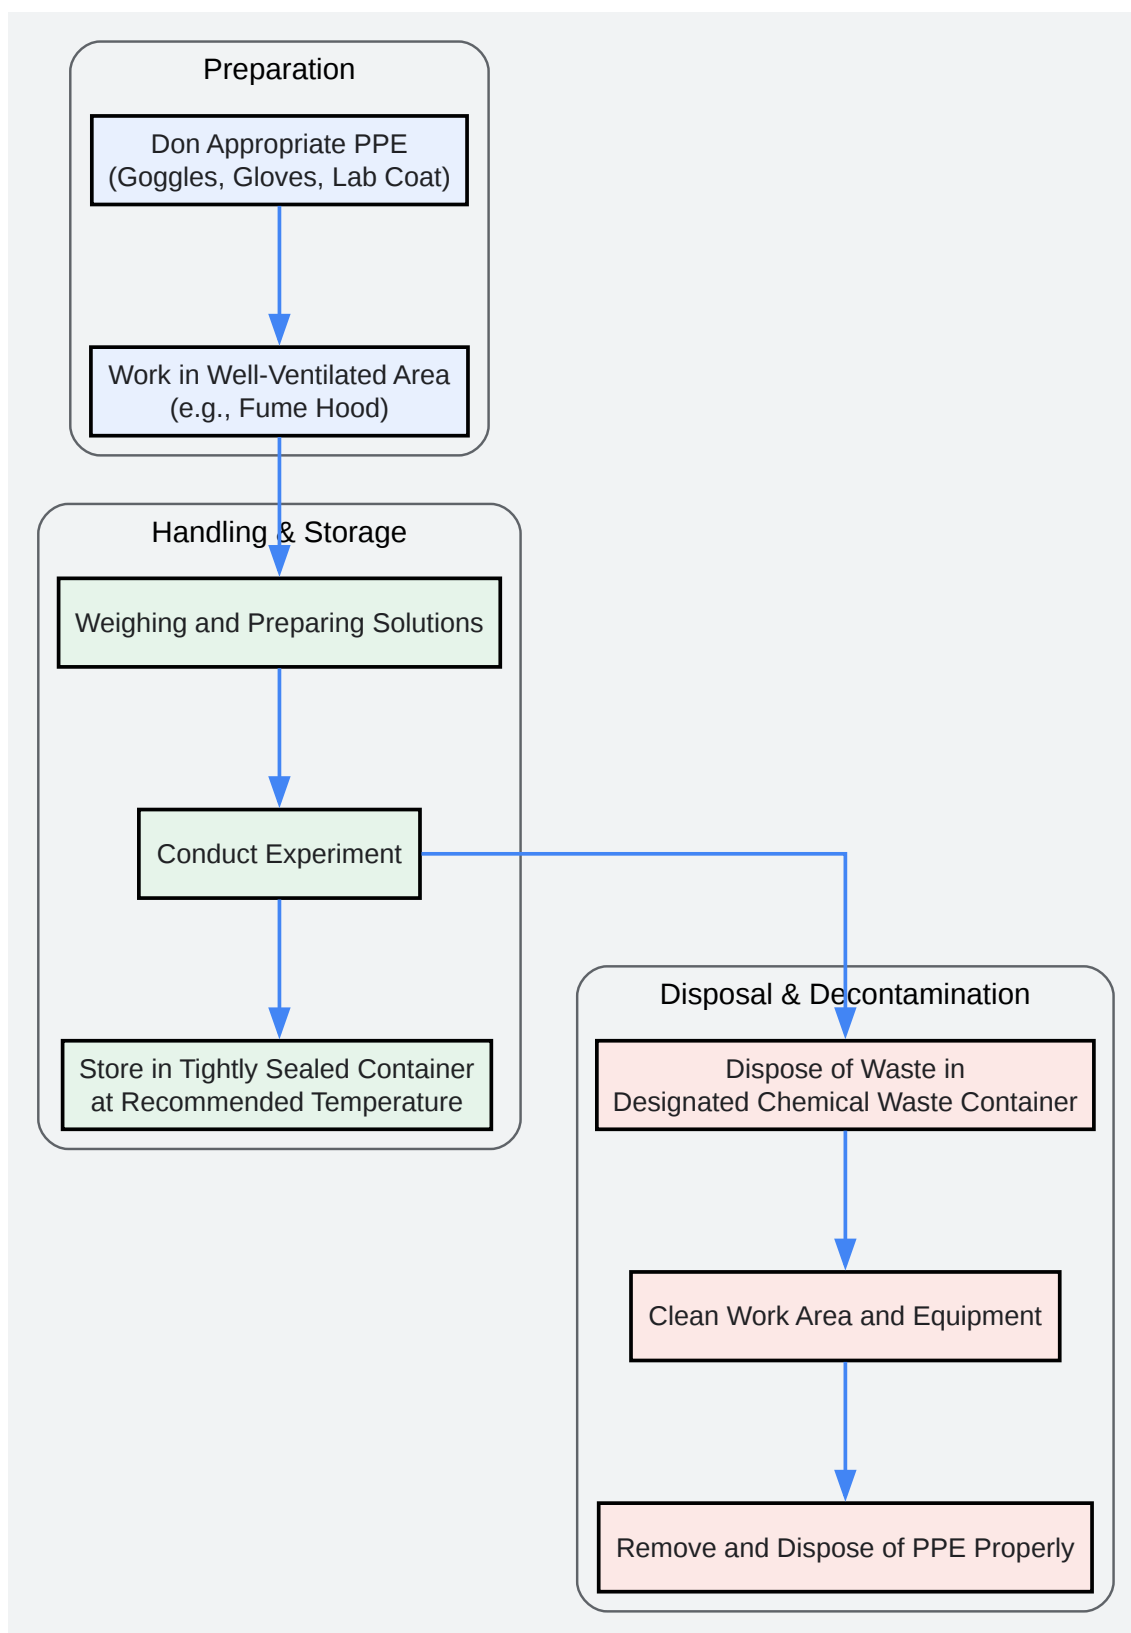 Preparation
Don Appropriate PPE
(Goggles, Gloves, Lab Coat)
Work in Well-Ventilated Area
(e.g., Fume Hood)
Handling & Storage
Weighing and Preparing Solutions
Conduct Experiment
Store in Tightly Sealed Container
at Recommended Temperature
Disposal & Decontamination
Dispose of Waste in
Designated Chemical Waste Container
Clean Work Area and Equipment
Remove and Dispose of PPE Properly